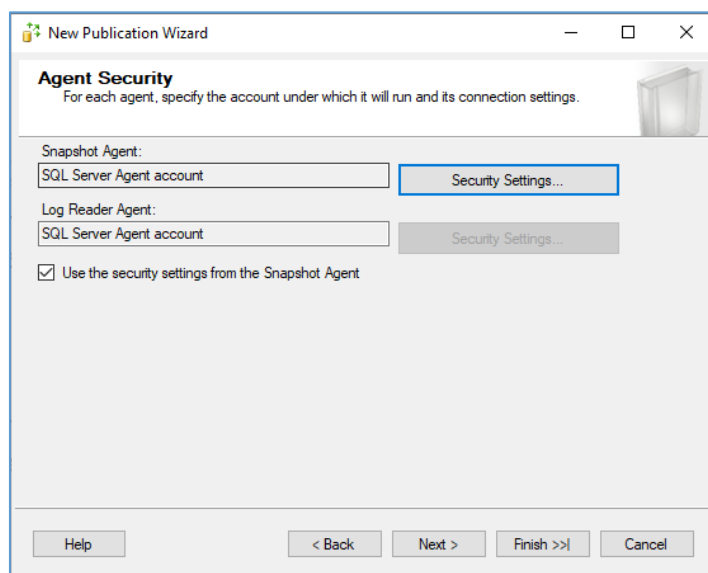 New Publication Wizard
Agent Security
For each agent, specify the account under which it will run and its connection settings.
Snapshot Agent:
SQL Server Agent account
Security Settings...
Log Reader Agent:
SQL Server Agent account
Security Settings...
Use the security settings from the Snapshot Agent
Help
< Back
Next >
Finish >>|
Cancel